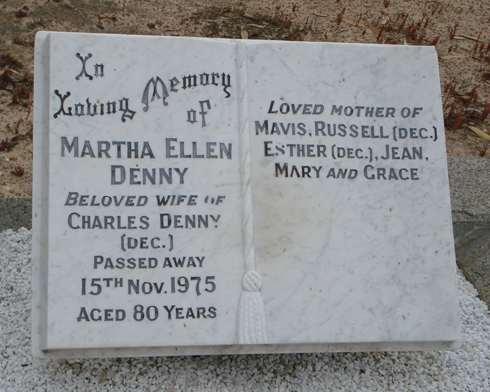 In
Loving Memory
of
MARTHA ELLEN
DENNY
BELOVED WIFE OF
CHARLES DENNY
(DEC.)
PASSED AWAY
15TH NOV. 1975
AGED 80 YEARS
LOVED MOTHER OF
MAVIS, RUSSELL (DEC.)
ESTHER (DEC.), JEAN,
MARY AND GRACE